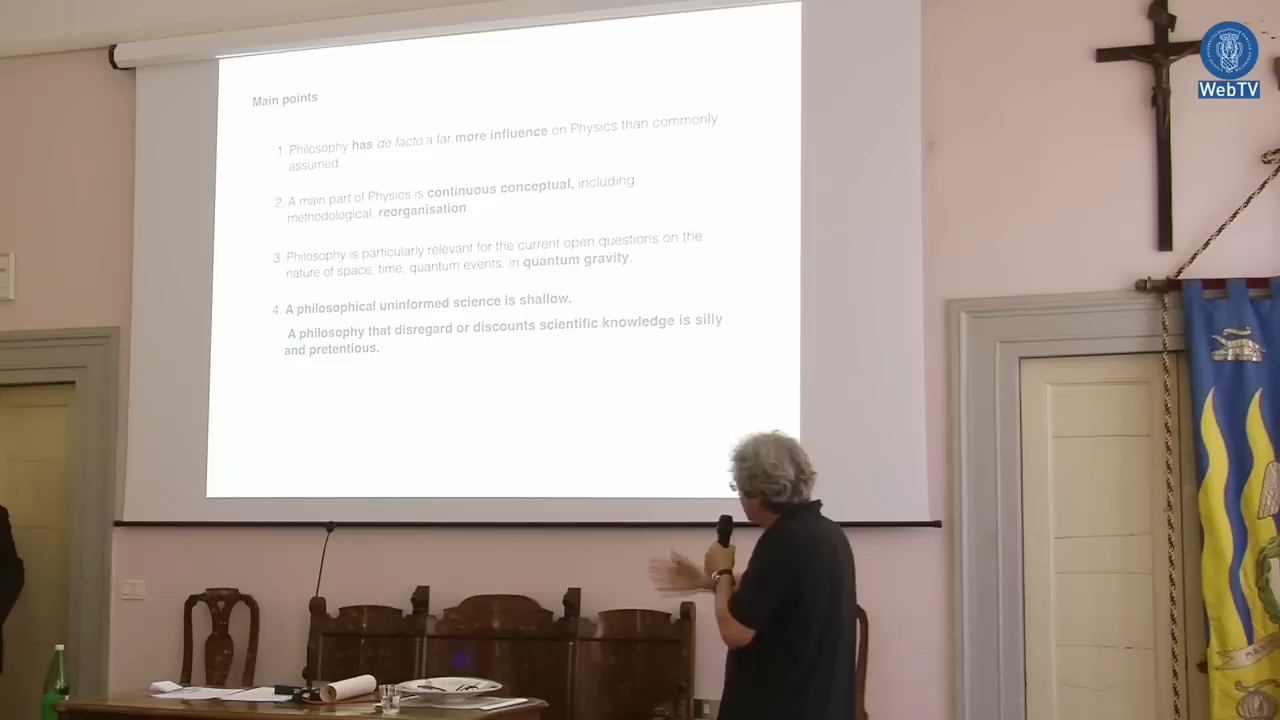 WebTV
Main points
1. Philosophy has de facto a far more influence on Physics than commonly
assumed.
2. A main part of Physics is continuous conceptual, including
methodological, reorganisation.
3. Philosophy is particularly relevant for the current open questions on the
nature of space, time, quantum events, in quantum gravity.
4. A philosophical uninformed science is shallow.
A philosophy that disregard or discounts scientific knowledge is silly
and pretentious.